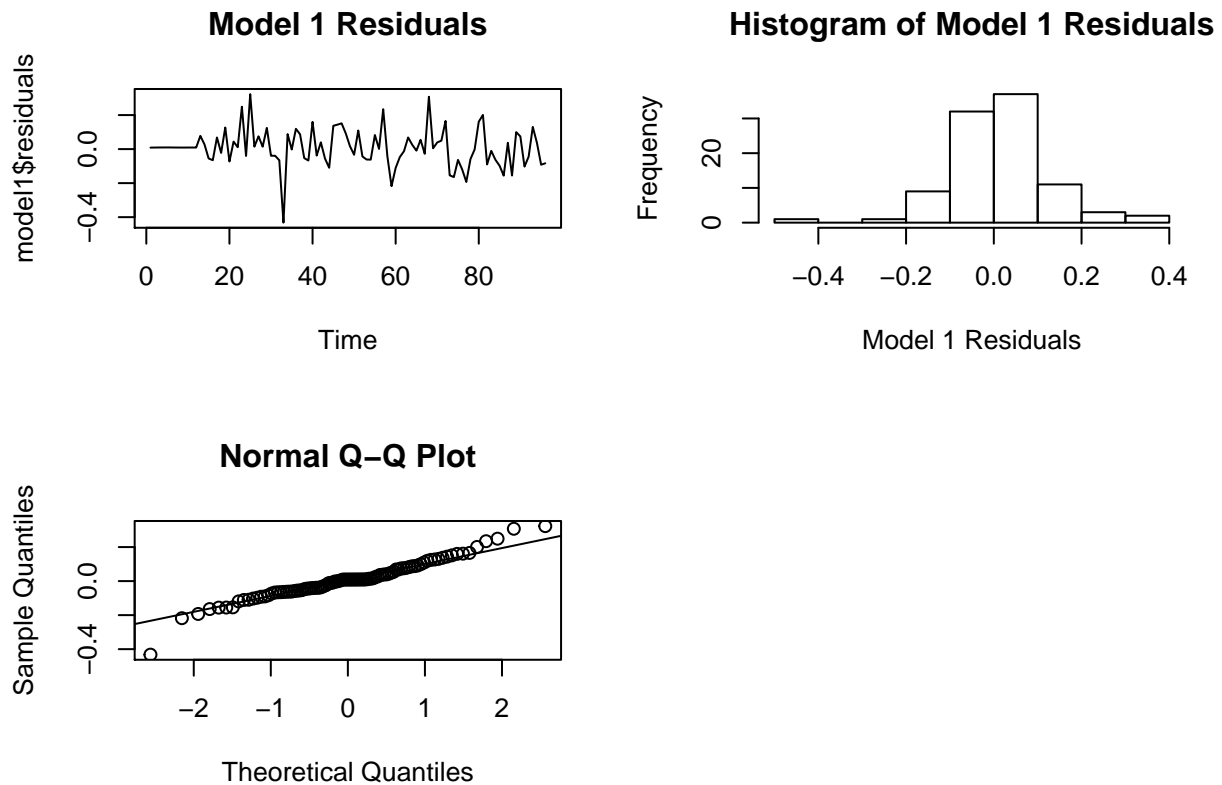 Model 1 Residuals
model1$residuals
0.0
−0.4
0 20 40 60 80
Time
Histogram of Model 1 Residuals
Frequency
20
0
−0.4 −0.2 0.0 0.2 0.4
Model 1 Residuals
Normal Q−Q Plot
Sample Quantiles
0.0
−0.4
−2 −1 0 1 2
Theoretical Quantiles